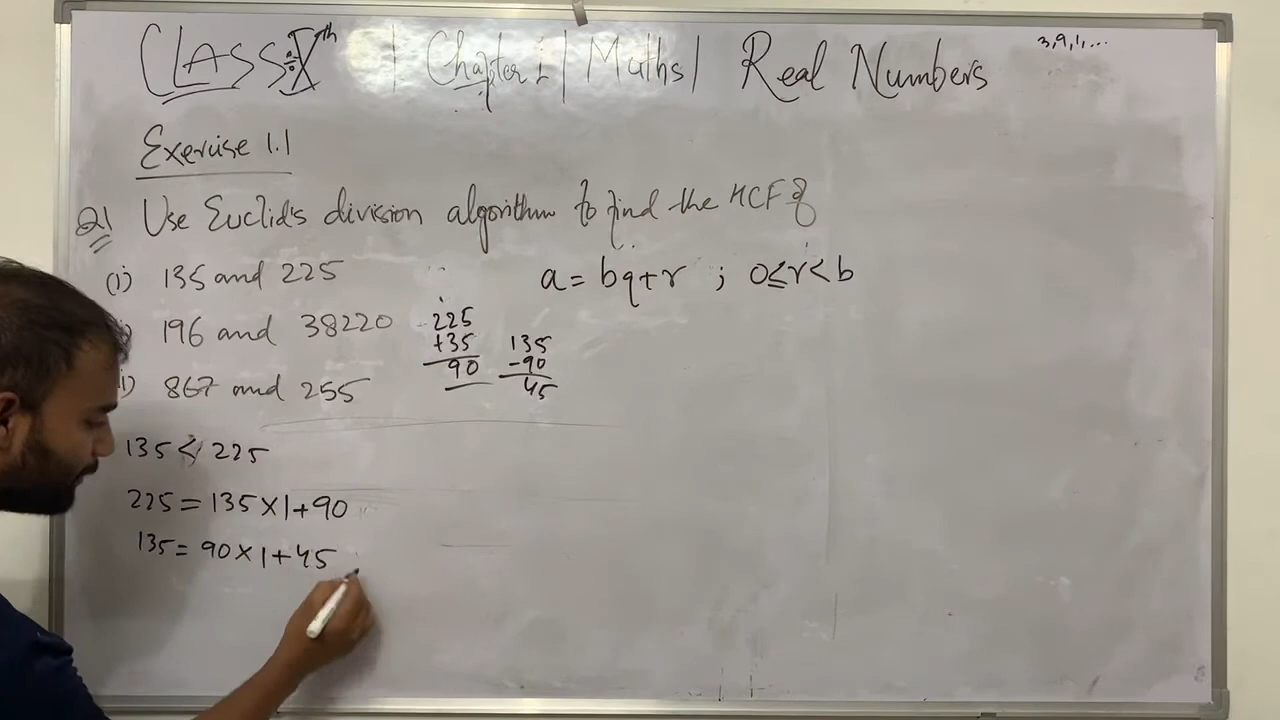 CLASS X th | Chapter 1 | Maths | Real Numbers
3,9,1,...
Exercise 1.1
Q1 Use Euclid's division algorithm to find the HCF of
(i) 135 and 225
a = bq+r ; 0≤r<b
196 and 38220
867 and 255
225
+35
90
135
-90
45
135 < 225
225 = 135×1+90
135 = 90×1+45